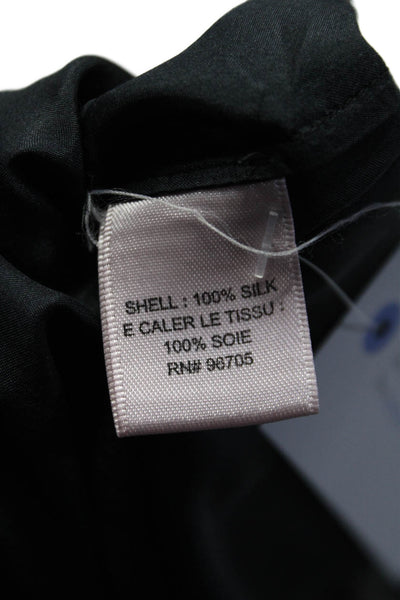 SHELL : 100% SILK
E CALER LE TISSU :
100% SOIE
RN# 96705